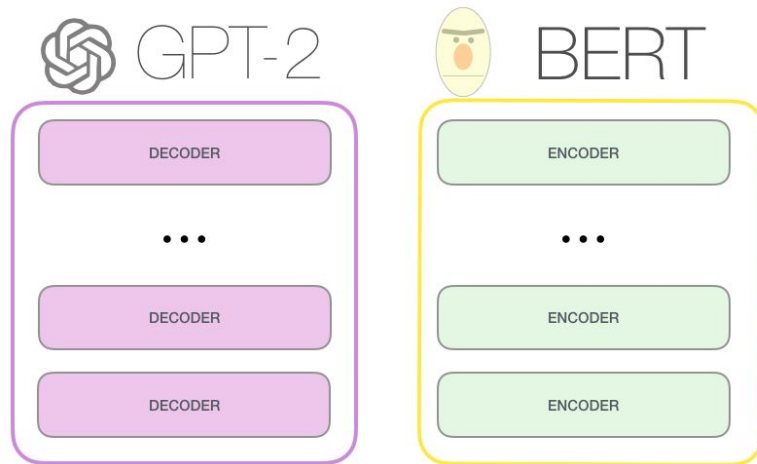 GPT-2
DECODER
...
DECODER
DECODER
BERT
ENCODER
...
ENCODER
ENCODER